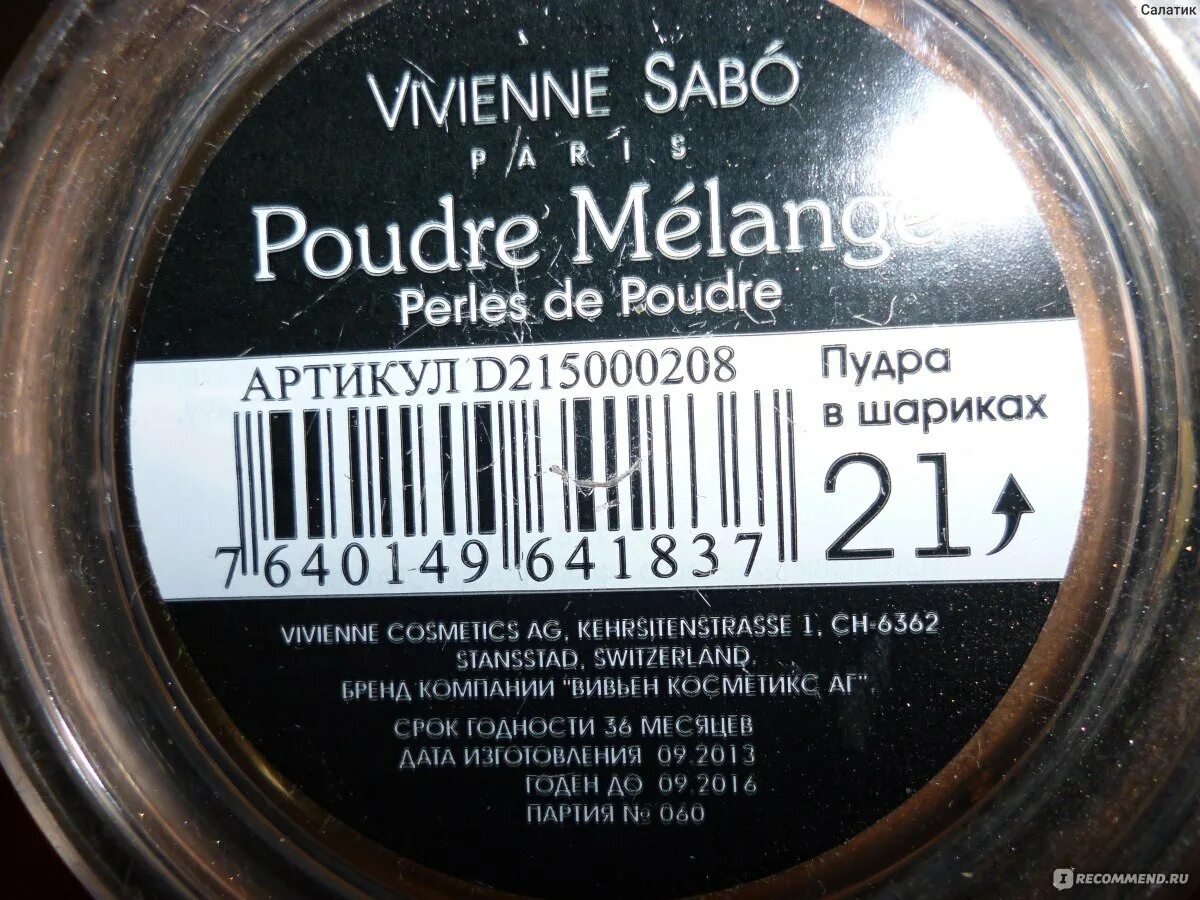 Салатик
VIVIENNE SABÓ
PARIS
Poudre Mélange
Perles de Poudre
АРТИКУЛ D215000208
Пудра
в шариках
21
7 640149 641837
VIVIENNE COSMETICS AG, KEHRSITENSTRASSE 1, CH-6362
STANSSTAD, SWITZERLAND.
БРЕНД КОМПАНИИ "ВИВЬЕН КОСМЕТИКС АГ".
СРОК ГОДНОСТИ 36 МЕСЯЦЕВ
ДАТА ИЗГОТОВЛЕНИЯ 09.2013
ГОДЕН ДО 09.2016
ПАРТИЯ № 060
IRECOMMEND.RU